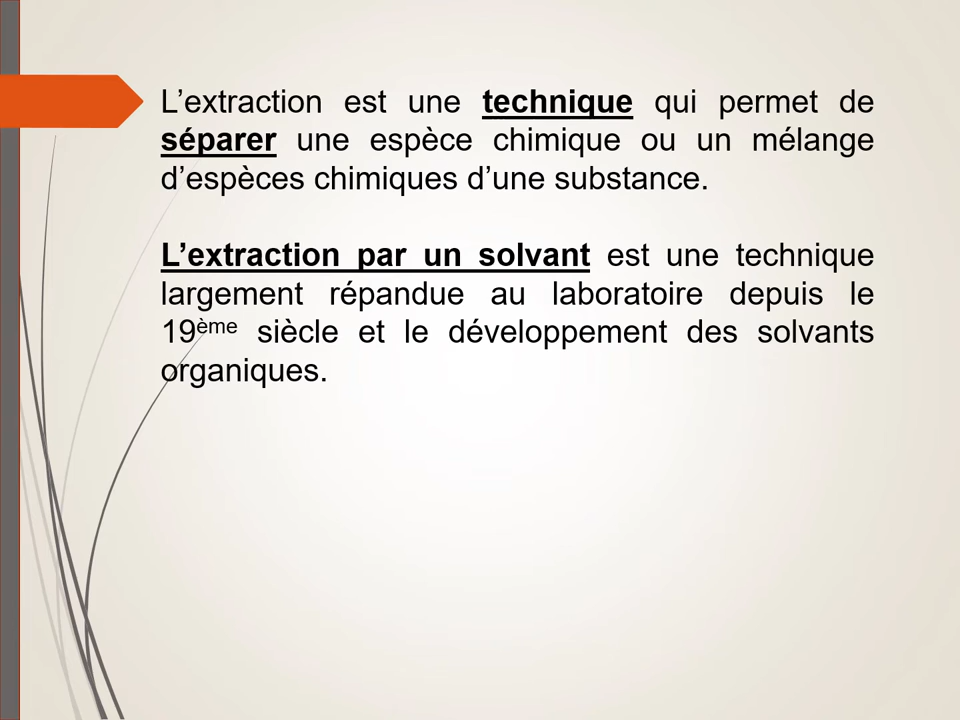 L’extraction est une technique qui permet de
séparer une espèce chimique ou un mélange
d’espèces chimiques d’une substance.
L’extraction par un solvant est une technique
largement répandue au laboratoire depuis le
19ème siècle et le développement des solvants
organiques.